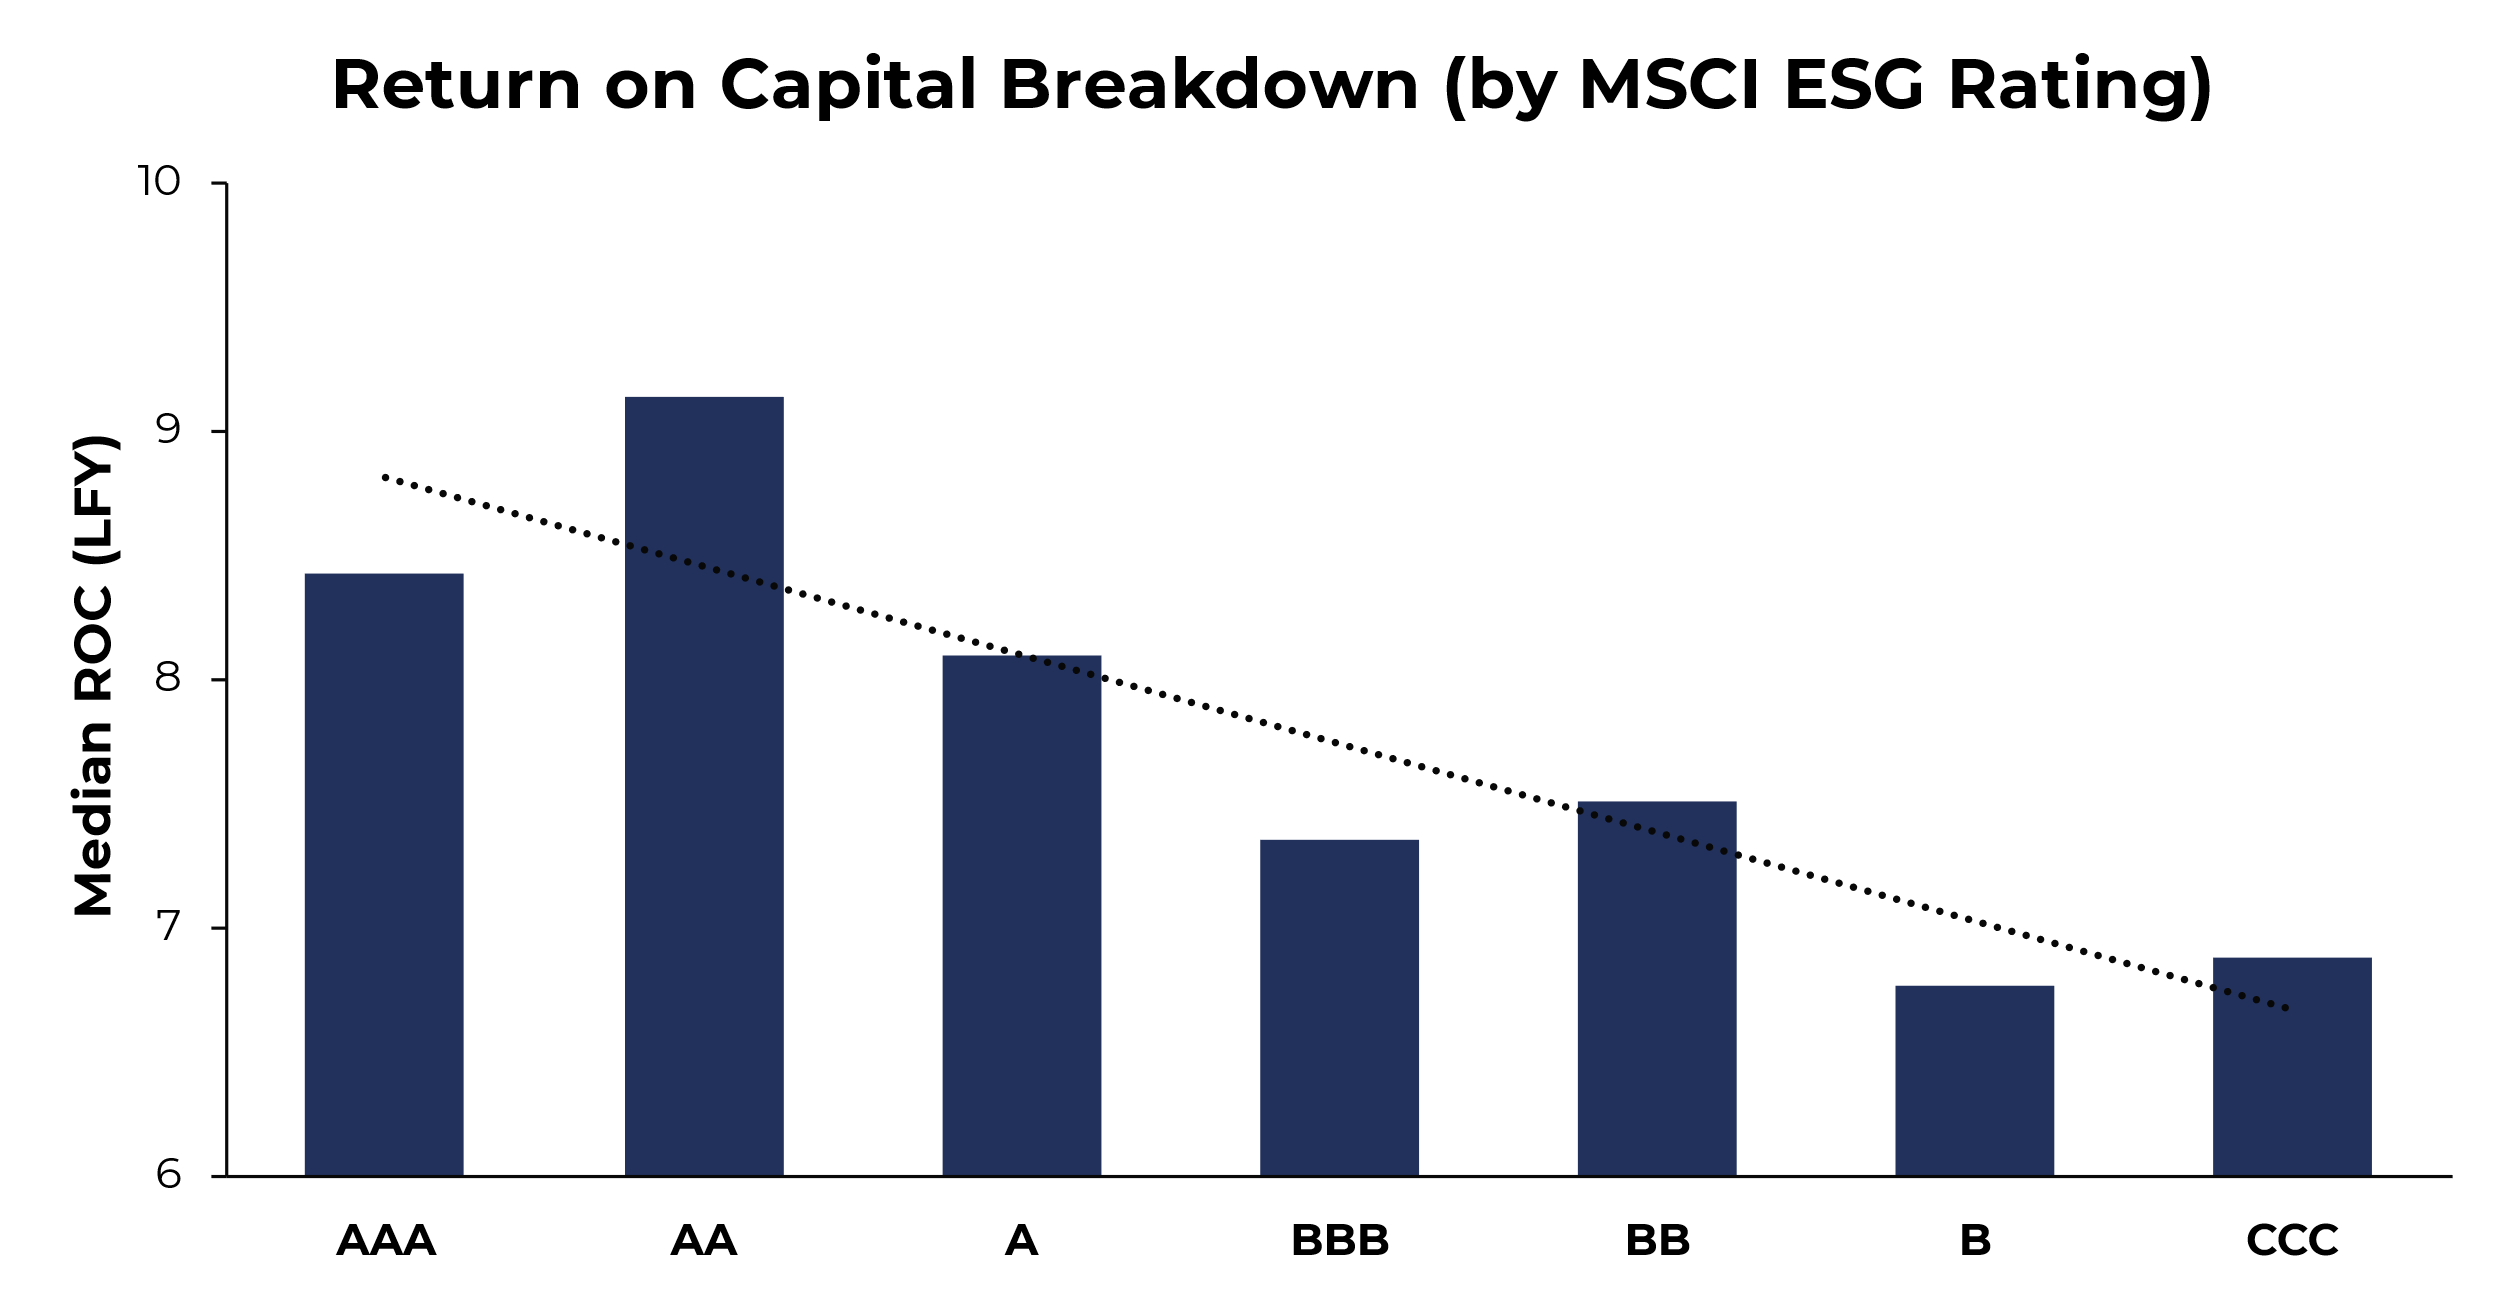 Return on Capital Breakdown (by MSCI ESG Rating)
Median ROC (LFY)
10
9
8
7
6
AAA AA A BBB BB B CCC